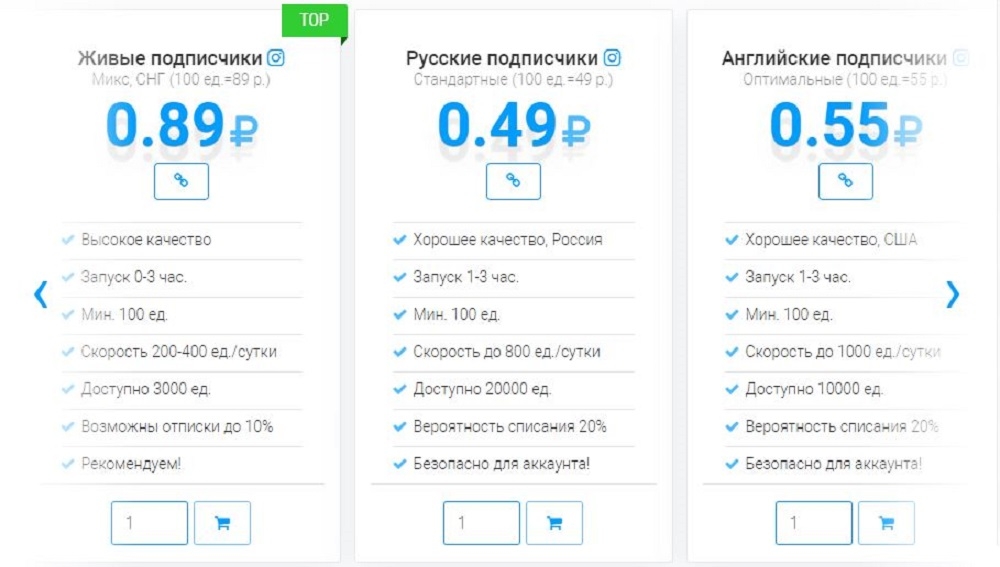 TOP
Живые подписчики
Микс, СНГ (100 ед.=89 р.)
0.89 ₽
Высокое качество
Запуск 0-3 час.
Мин. 100 ед.
Скорость 200-400 ед./сутки
Доступно 3000 ед.
Возможны отписки до 10%
Рекомендуем!
1
Русские подписчики
Стандартные (100 ед.=49 р.)
0.49 ₽
Хорошее качество, Россия
Запуск 1-3 час.
Мин. 100 ед.
Скорость до 800 ед./сутки
Доступно 20000 ед.
Вероятность списания 20%
Безопасно для аккаунта!
1
Английские подписчики
Оптимальные (100 ед.=55 р.)
0.55 ₽
Хорошее качество, США
Запуск 1-3 час.
Мин. 100 ед.
Скорость до 1000 ед./сутки
Доступно 10000 ед.
Вероятность списания 20%
Безопасно для аккаунта!
1